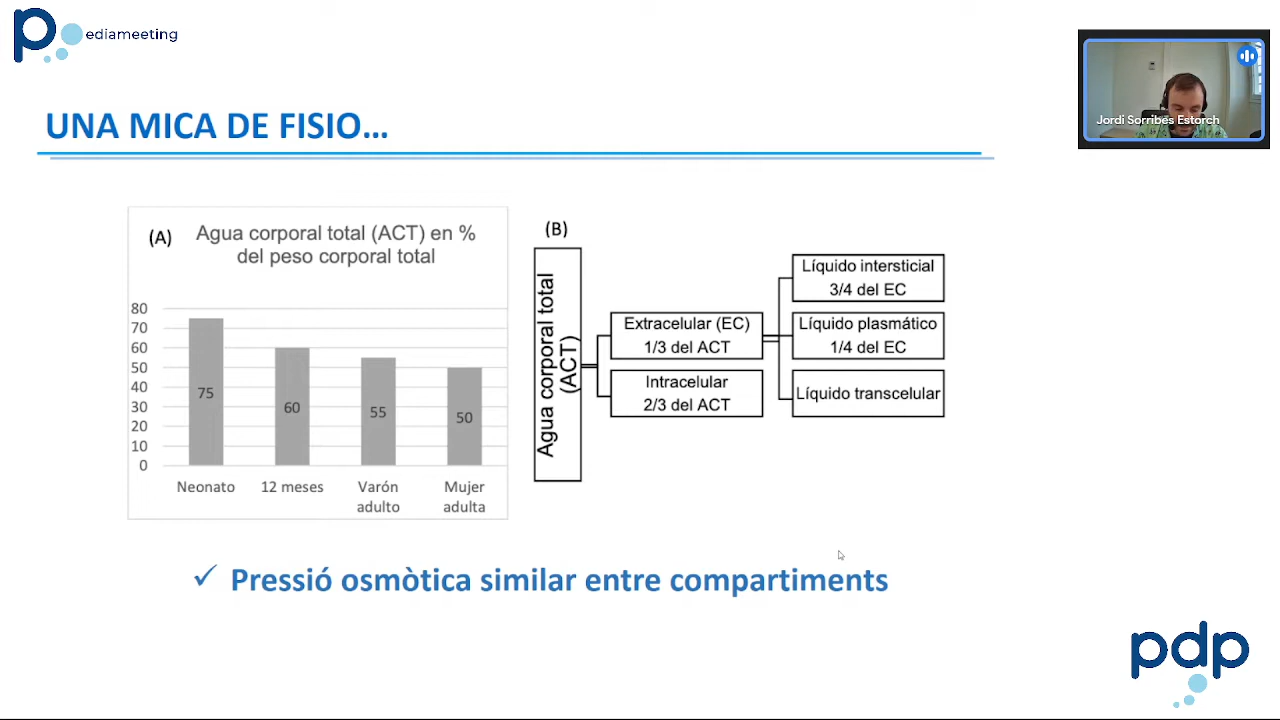 pediameeting
Jordi Sorribes Estorch
UNA MICA DE FISIO...
(A)
Agua corporal total (ACT) en %
del peso corporal total
80
70
60
50
40
30
20
10
0
75
60
55
50
Neonato
12 meses
Varón
adulto
Mujer
adulta
(B)
Agua corporal total
(ACT)
Extracelular (EC)
1/3 del ACT
Intracelular
2/3 del ACT
Líquido intersticial
3/4 del EC
Líquido plasmático
1/4 del EC
Líquido transcelular
✓ Pressió osmòtica similar entre compartiments
pdp